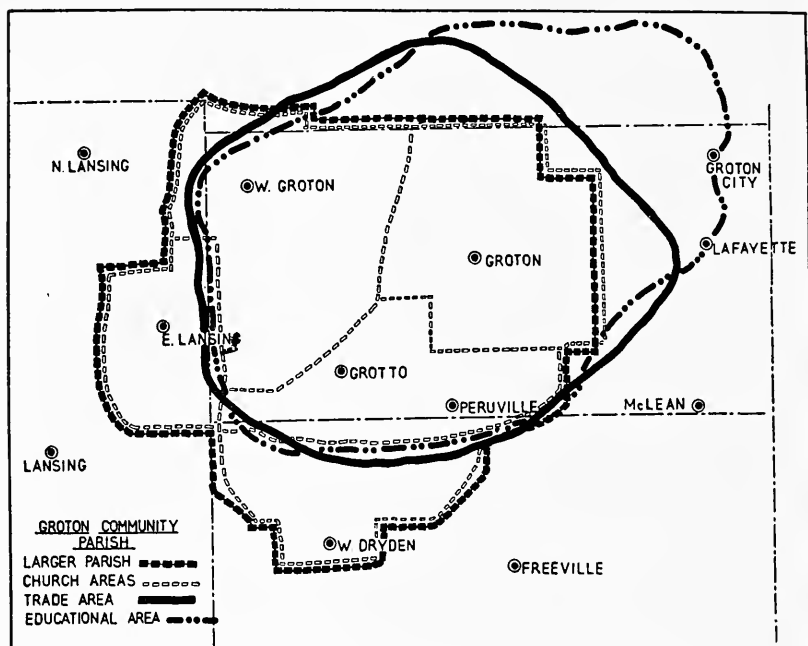 N. LANSING
GROTON CITY
W. GROTON
LAFAYETTE
GROTON
E. LANSING
GROTTO
PERUVILLE
McLEAN
LANSING
W DRYDEN
FREEVILLE
GROTON COMMUNITY
PARISH
LARGER PARISH
CHURCH AREAS
TRADE AREA
EDUCATIONAL AREA